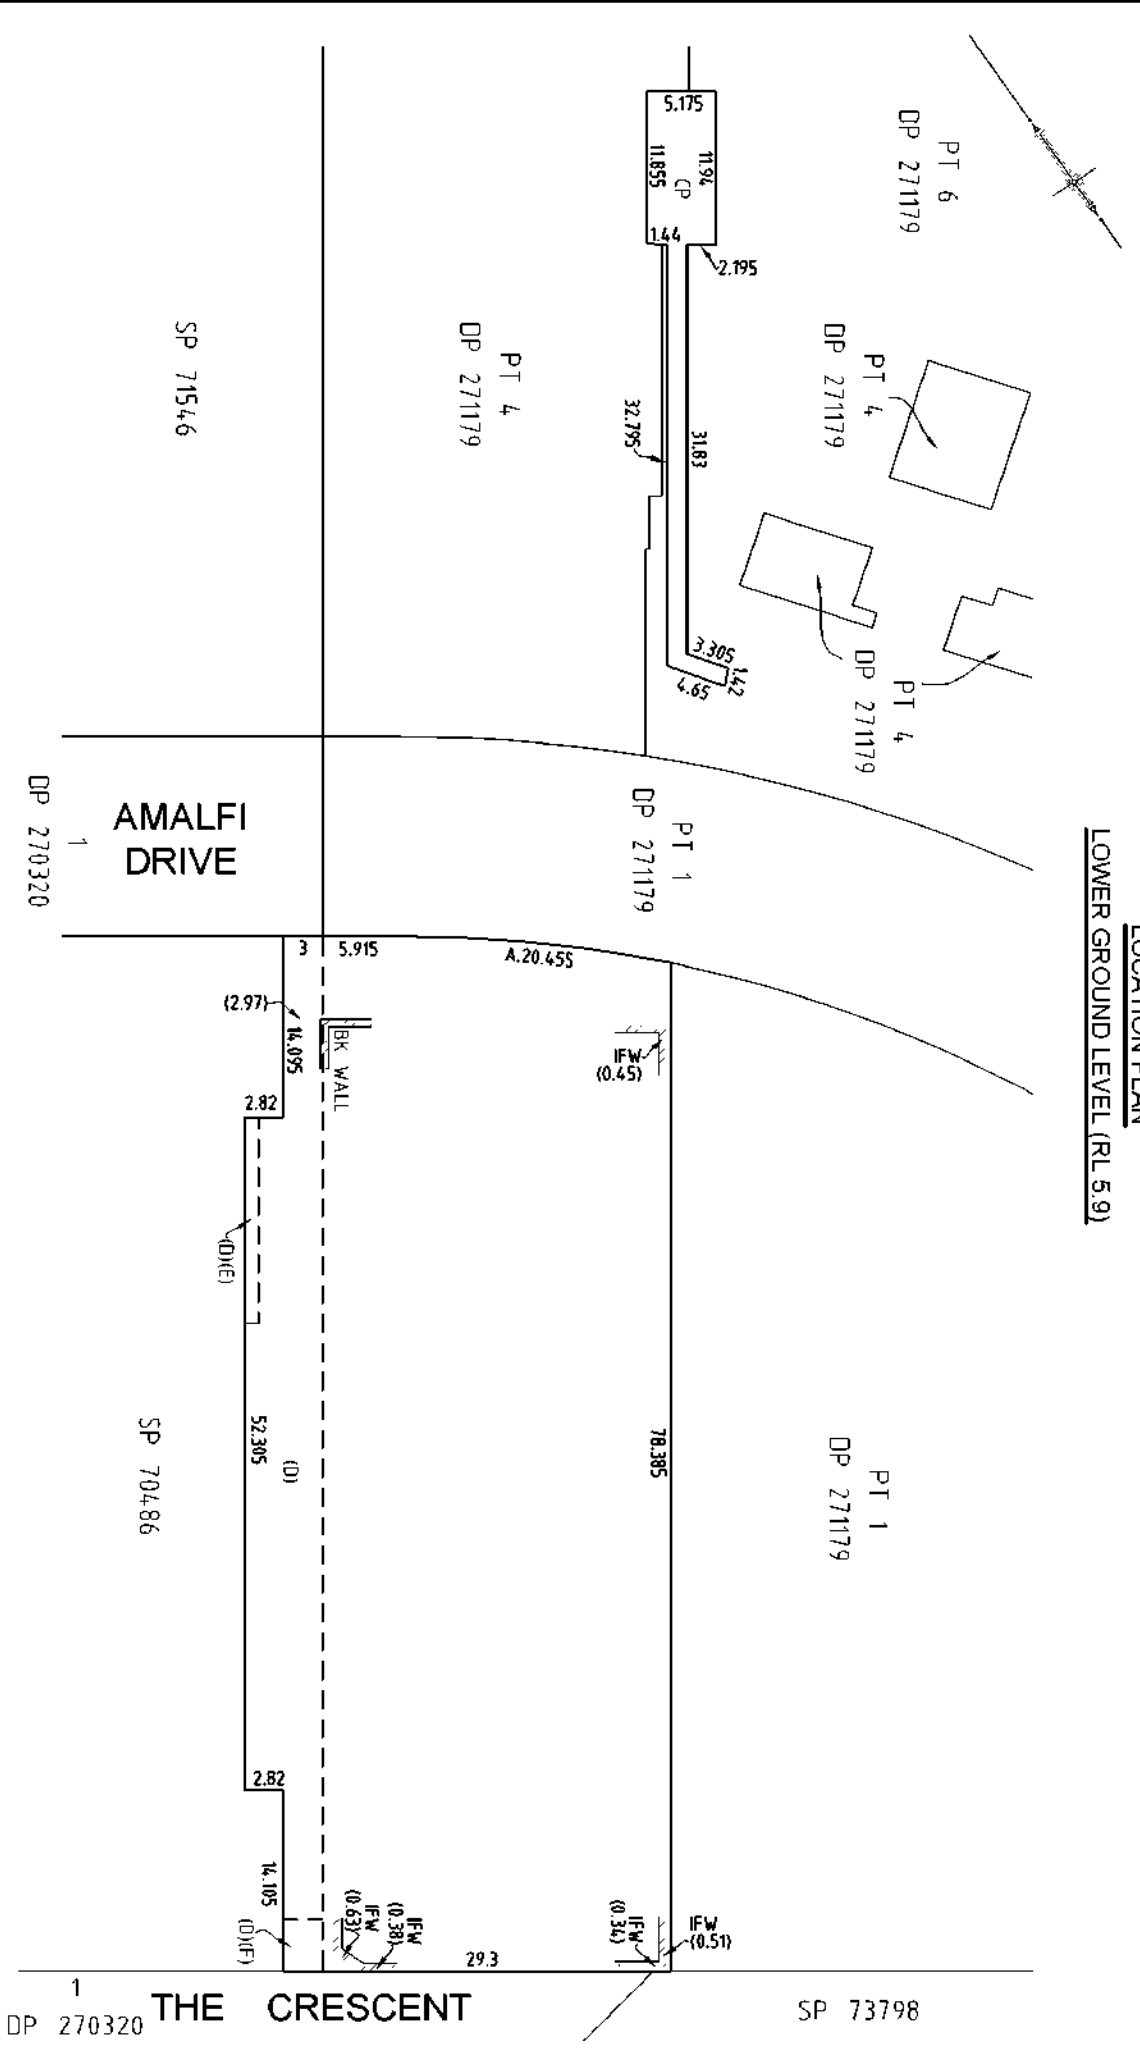 LOCATION PLAN
LOWER GROUND LEVEL (RL 5.9)
5.175
11.94
11.855
CP
1.44
2.195
PT 6
DP 271179
SP 71546
PT 4
DP 271179
PT 4
DP 271179
32.795
31.83
3.305
1.42
4.65
PT 4
DP 271179
AMALFI
DRIVE
1
DP 270320
PT 1
DP 271179
3
5.915
A.20.455
(2.97)
14.095
BK WALL
IFW
(0.45)
2.82
(D)(E)
52.305
(D)
78.385
SP 70486
PT 1
DP 271179
2.82
14.105
(D)(F)
IFW
(0.63)
IFW
(0.38)
IFW
(0.34)
IFW
(0.51)
29.3
1
DP 270320
THE CRESCENT
SP 73798